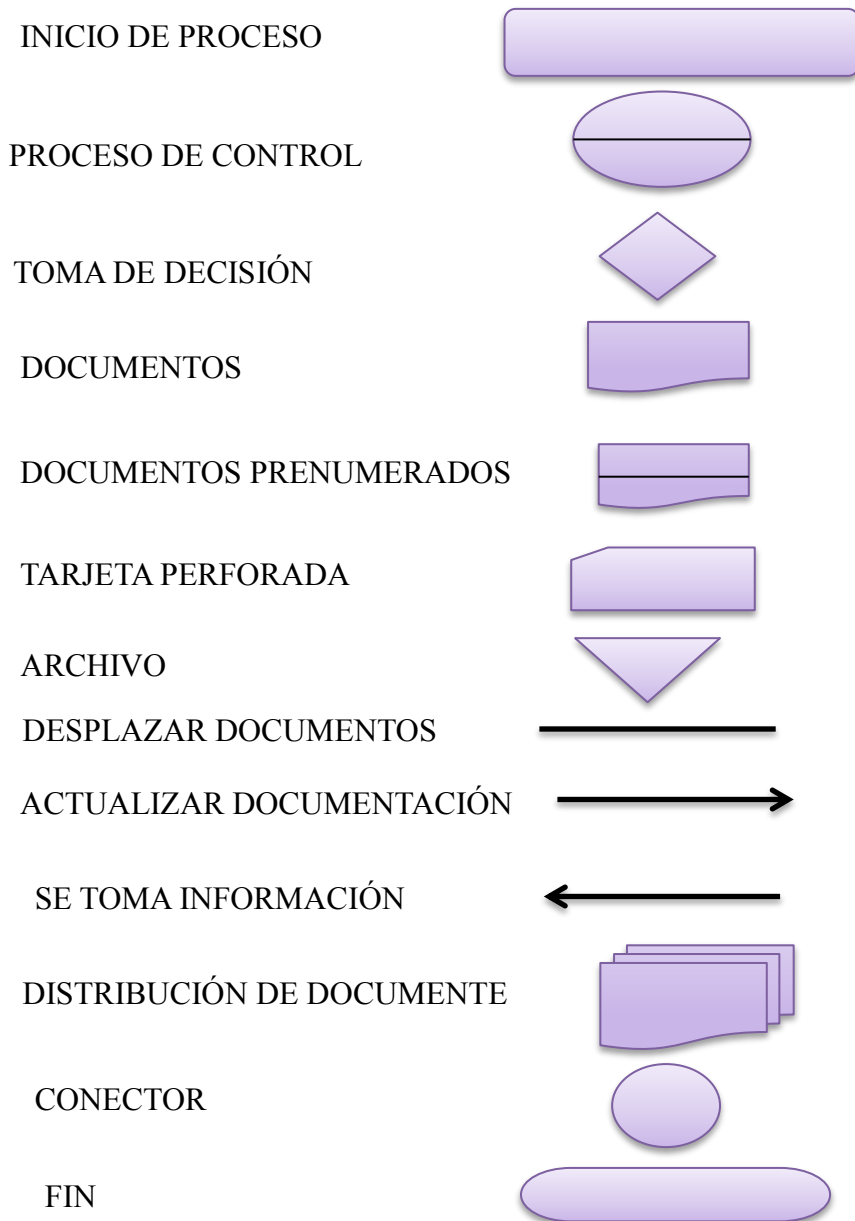 INICIO DE PROCESO
PROCESO DE CONTROL
TOMA DE DECISIÓN
DOCUMENTOS
DOCUMENTOS PRENUMERADOS
TARJETA PERFORADA
ARCHIVO
DESPLAZAR DOCUMENTOS
ACTUALIZAR DOCUMENTACIÓN
SE TOMA INFORMACIÓN
DISTRIBUCIÓN DE DOCUMENTE
CONECTOR
FIN